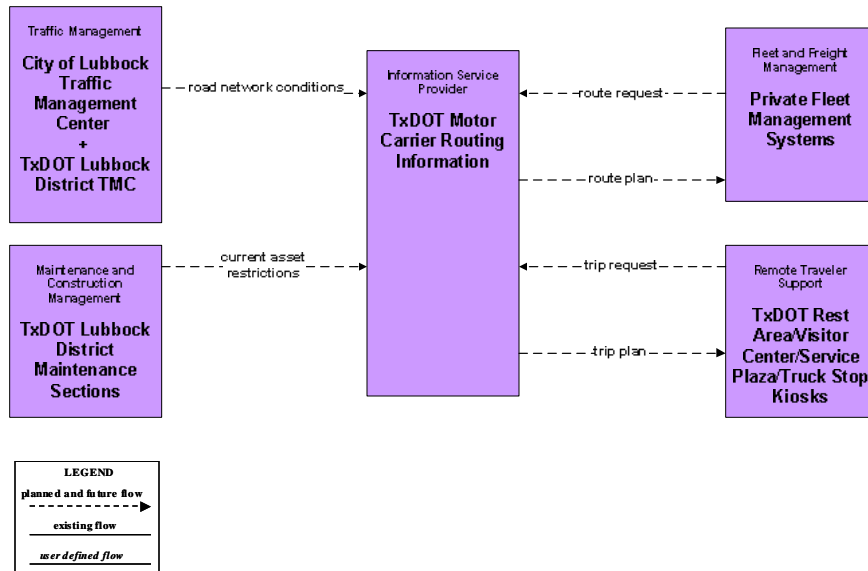 Traffic Management
City of Lubbock
Traffic
Management
Center
+
TxDOT Lubbock
District TMC
road network conditions
Information Service
Provider
TxDOT Motor
Carrier Routing
Information
route request
route plan
Fleet and Freight
Management
Private Fleet
Management
Systems
Maintenance and
Construction
Management
TxDOT Lubbock
District
Maintenance
Sections
current asset
restrictions
trip request
trip plan
Remote Traveler
Support
TxDOT Rest
Area/Visitor
Center/Service
Plaza/Truck Stop
Kiosks
LEGEND
planned and future flow
existing flow
user defined flow